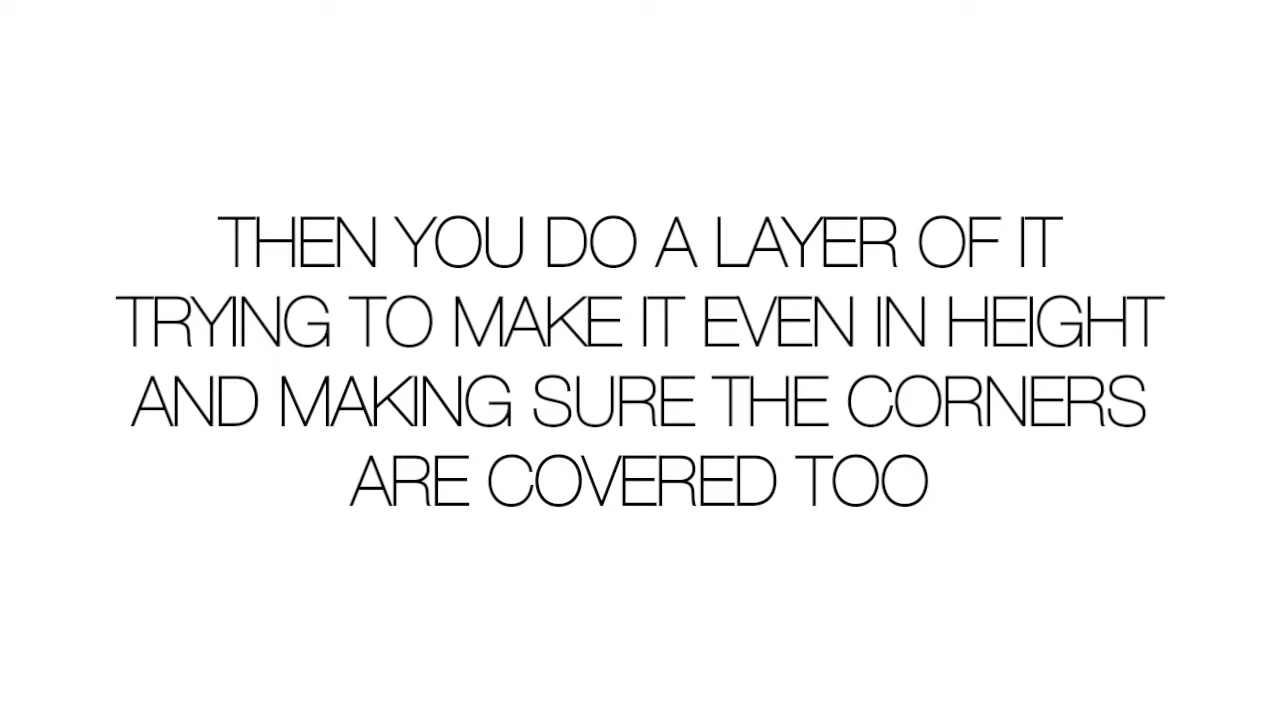 THEN YOU DO A LAYER OF IT
TRYING TO MAKE IT EVEN IN HEIGHT
AND MAKING SURE THE CORNERS
ARE COVERED TOO